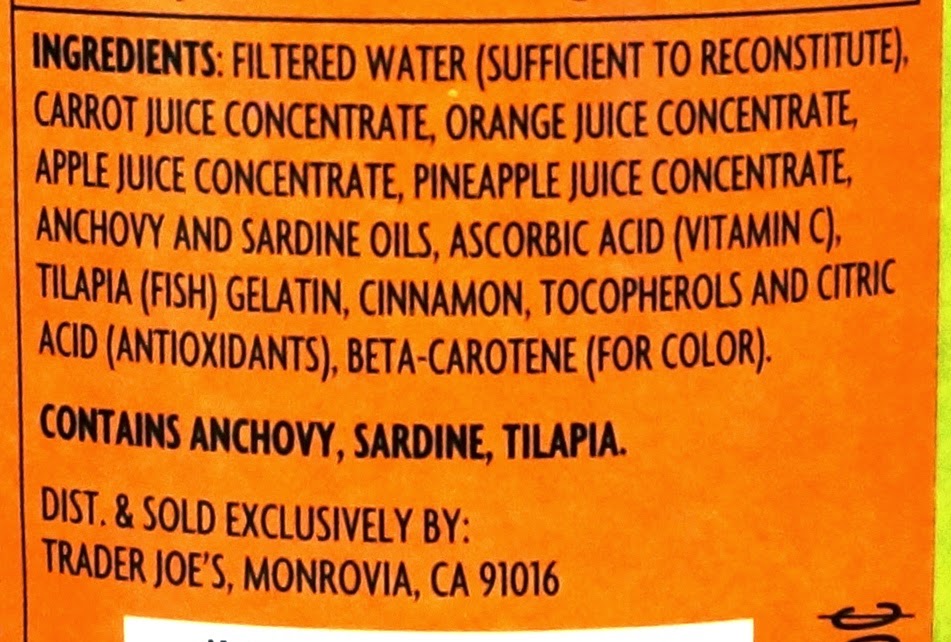 INGREDIENTS: FILTERED WATER (SUFFICIENT TO RECONSTITUTE),
CARROT JUICE CONCENTRATE, ORANGE JUICE CONCENTRATE,
APPLE JUICE CONCENTRATE, PINEAPPLE JUICE CONCENTRATE,
ANCHOVY AND SARDINE OILS, ASCORBIC ACID (VITAMIN C),
TILAPIA (FISH) GELATIN, CINNAMON, TOCOPHEROLS AND CITRIC
ACID (ANTIOXIDANTS), BETA-CAROTENE (FOR COLOR).
CONTAINS ANCHOVY, SARDINE, TILAPIA.
DIST. & SOLD EXCLUSIVELY BY:
TRADER JOE'S, MONROVIA, CA 91016